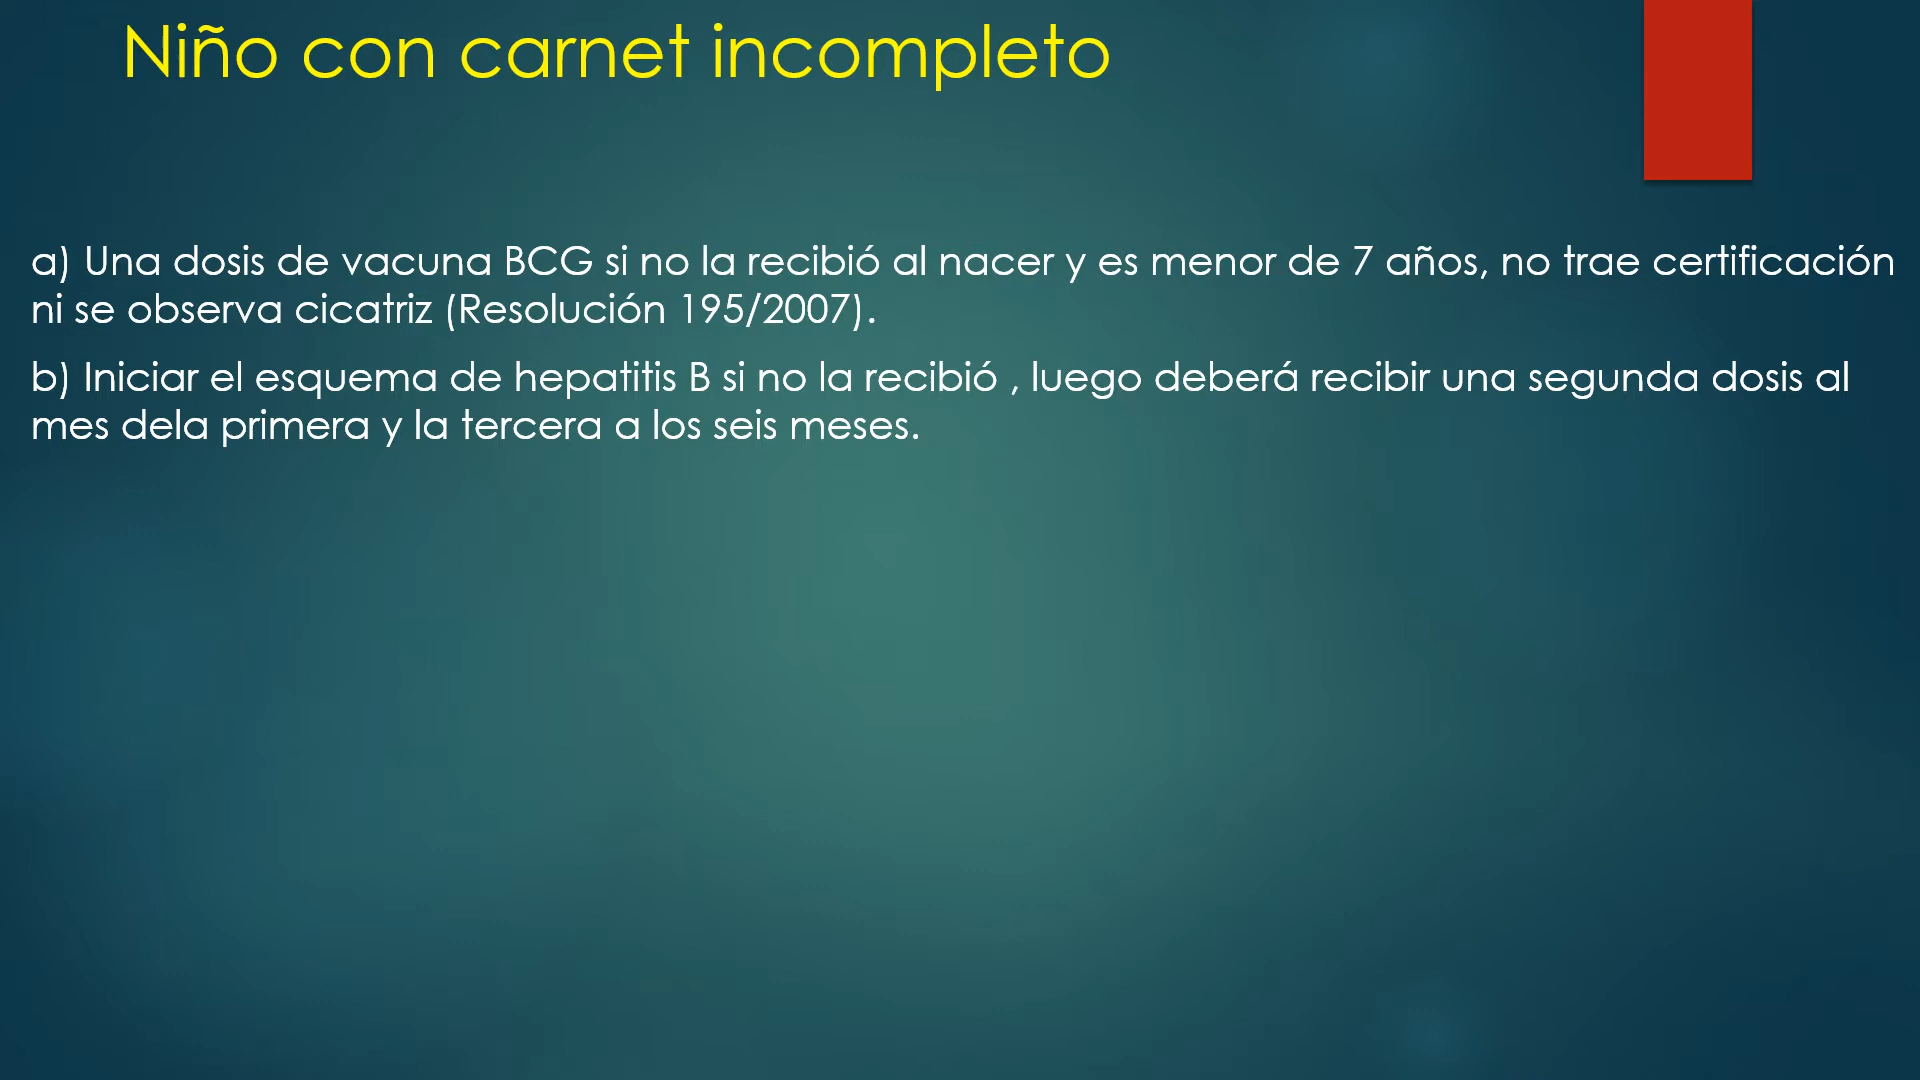 Niño con carnet incompleto
a) Una dosis de vacuna BCG si no la recibió al nacer y es menor de 7 años, no trae certificación
ni se observa cicatriz (Resolución 195/2007).
b) Iniciar el esquema de hepatitis B si no la recibió , luego deberá recibir una segunda dosis al
mes dela primera y la tercera a los seis meses.